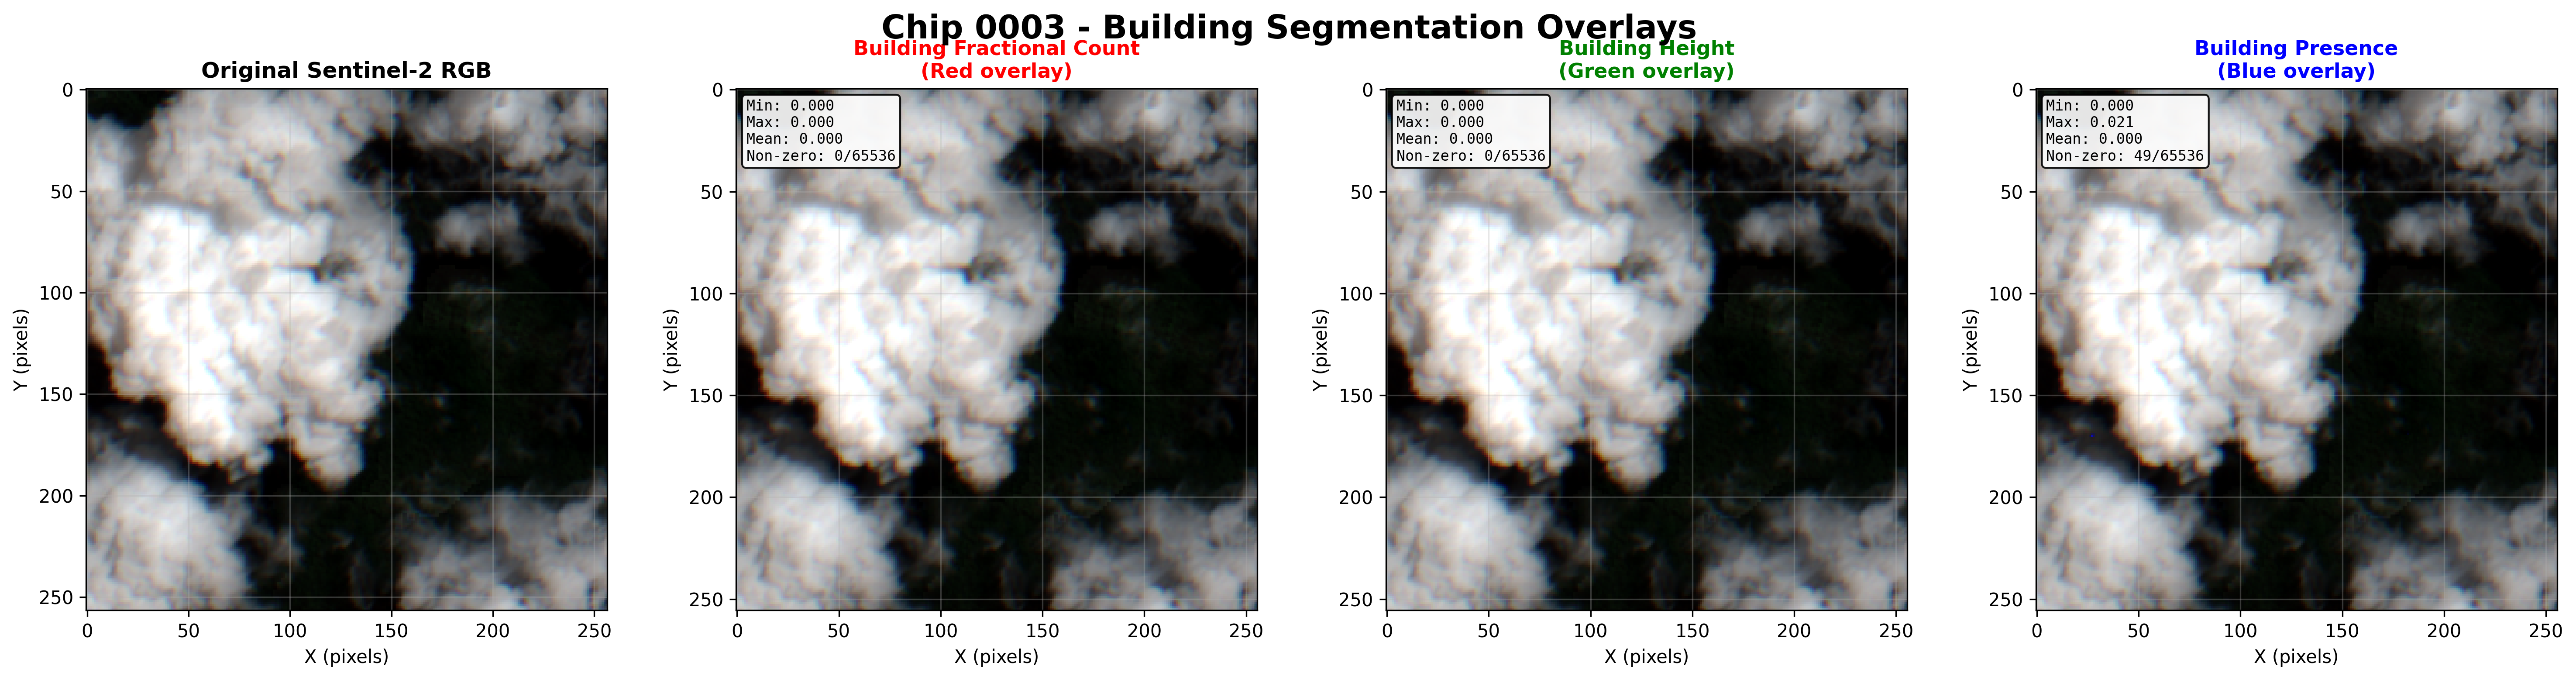 Chip 0003 - Building Segmentation Overlays
Original Sentinel-2 RGB
0
50
100
150
200
250
Y (pixels)
0 50 100 150 200 250
X (pixels)
Building Fractional Count
(Red overlay)
Min: 0.000
Max: 0.000
Mean: 0.000
Non-zero: 0/65536
0
50
100
150
200
250
Y (pixels)
0 50 100 150 200 250
X (pixels)
Building Height
(Green overlay)
Min: 0.000
Max: 0.000
Mean: 0.000
Non-zero: 0/65536
0
50
100
150
200
250
Y (pixels)
0 50 100 150 200 250
X (pixels)
Building Presence
(Blue overlay)
Min: 0.000
Max: 0.021
Mean: 0.000
Non-zero: 49/65536
0
50
100
150
200
250
Y (pixels)
0 50 100 150 200 250
X (pixels)